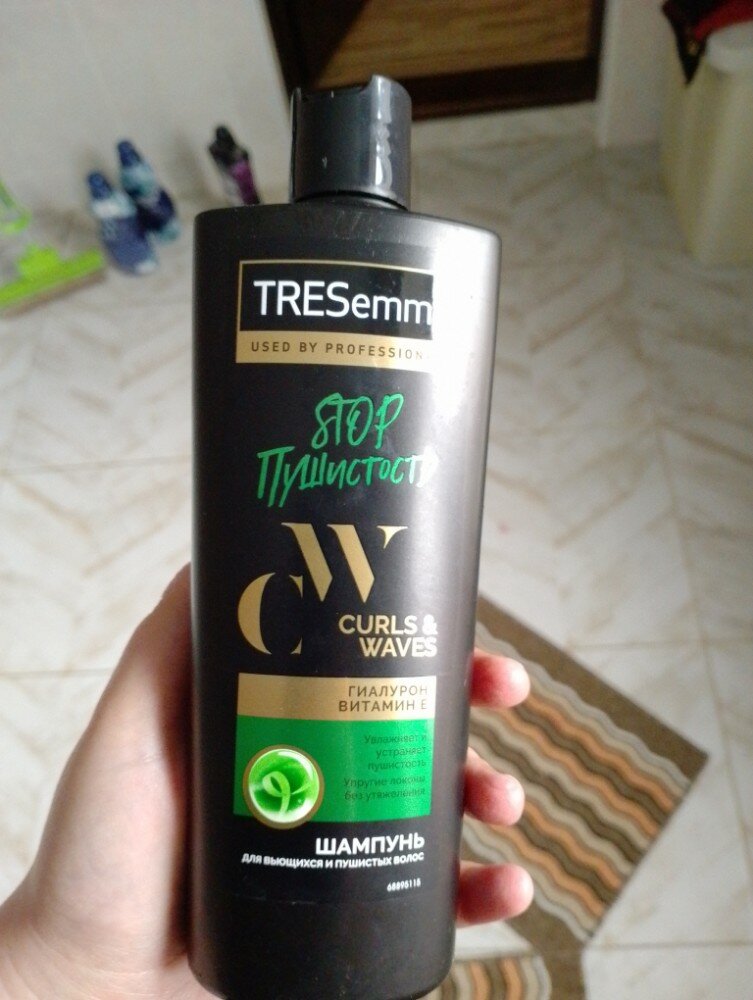 TRESemm
USED BY PROFESSION
STOP
Пушистость
CW
CURLS &
WAVES
ГИАЛУРОН
ВИТАМИН Е
Увлажняет и
устраняет
пушистость
Упругие локоны
без утяжеления
ШАМПУНЬ
ДЛЯ ВЬЮЩИХСЯ И ПУШИСТЫХ ВОЛОС
68895118